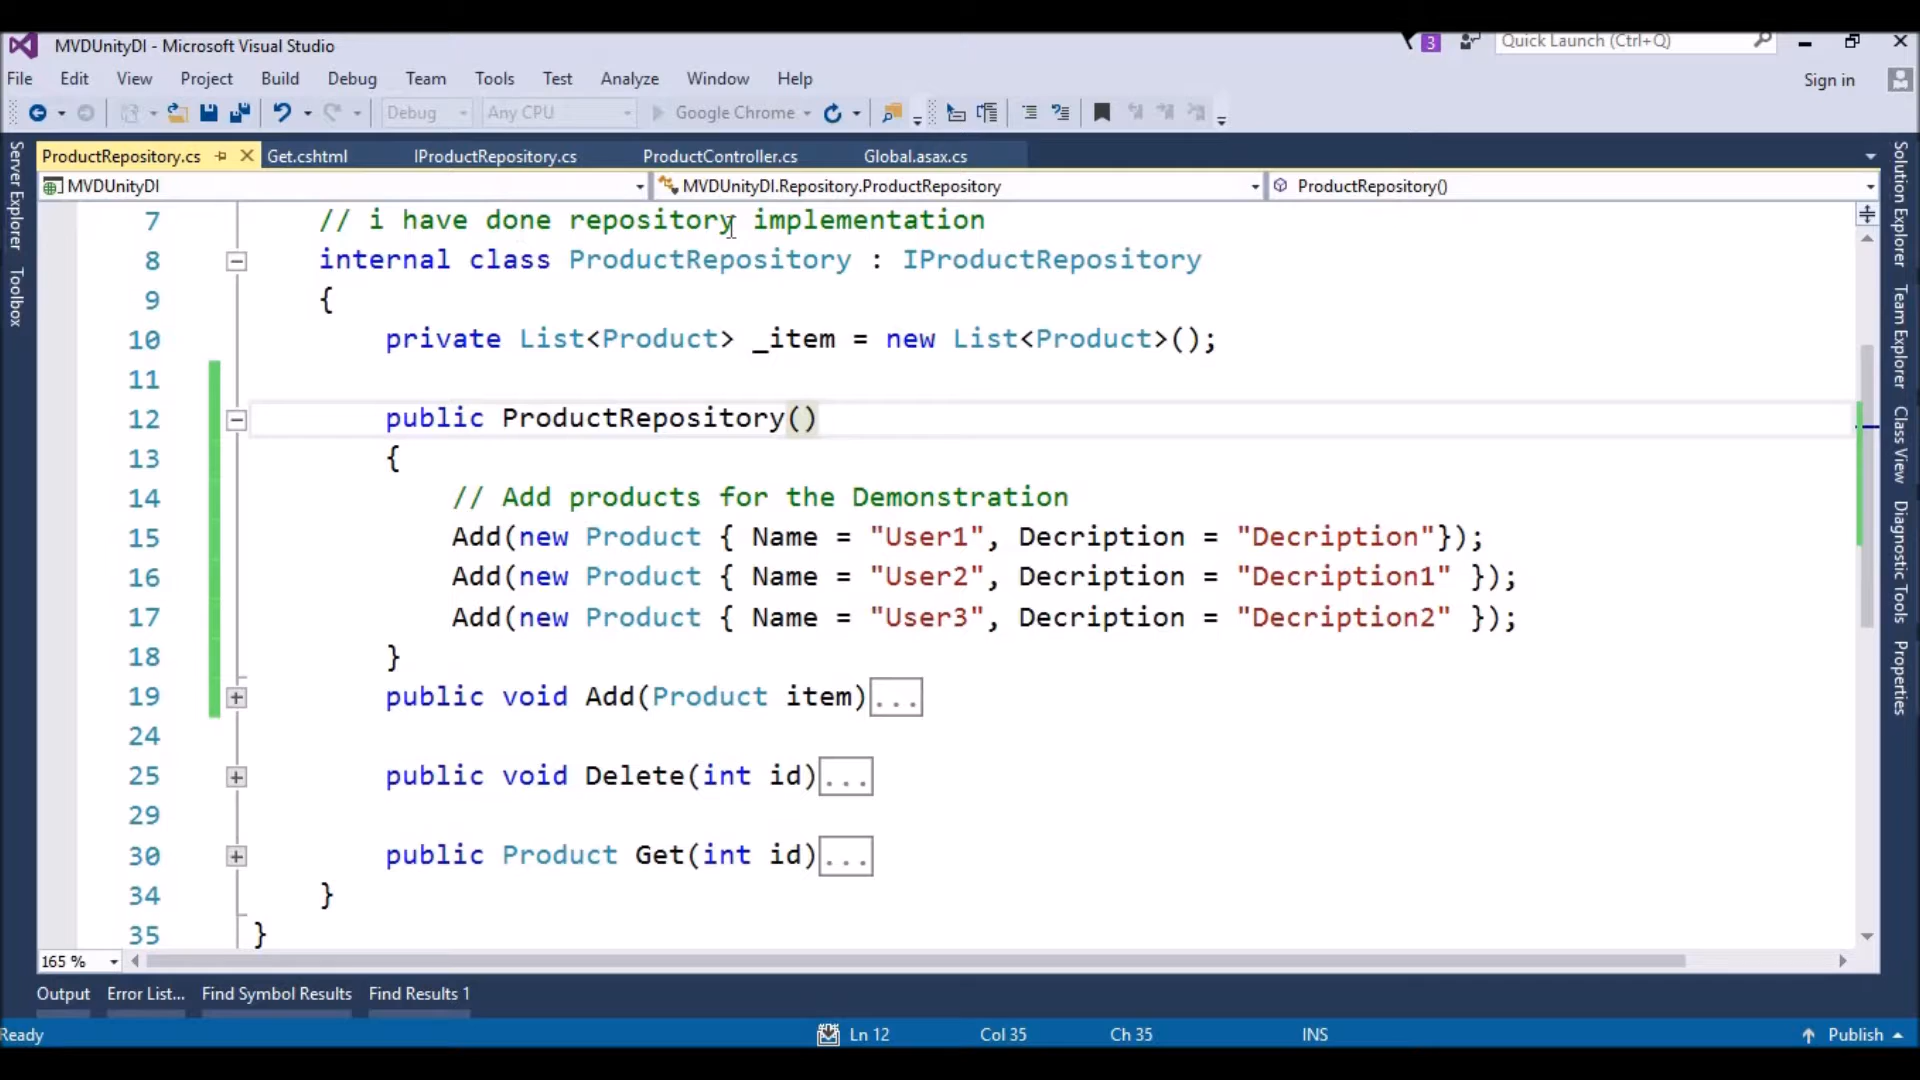 MVDUnityDI - Microsoft Visual Studio
3
Quick Launch (Ctrl+Q)
File Edit View Project Build Debug Team Tools Test Analyze Window Help
Sign in
Debug Any CPU Google Chrome
ProductRepository.cs Get.cshtml IProductRepository.cs ProductController.cs Global.asax.cs
MVDUnityDI MVDUnityDI.Repository.ProductRepository ProductRepository()
Server Explorer
Toolbox
7 // i have done repository implementation
8 internal class ProductRepository : IProductRepository
9 {
10 private List<Product> _item = new List<Product>();
11
12 public ProductRepository()
13 {
14 // Add products for the Demonstration
15 Add(new Product { Name = "User1", Decription = "Decription"});
16 Add(new Product { Name = "User2", Decription = "Decription1" });
17 Add(new Product { Name = "User3", Decription = "Decription2" });
18 }
19 public void Add(Product item)...
24
25 public void Delete(int id)...
29
30 public Product Get(int id)...
34 }
35 }
Solution Explorer
Team Explorer
Class View
Diagnostic Tools
Properties
165 %
Output Error List... Find Symbol Results Find Results 1
Ready Ln 12 Col 35 Ch 35 INS Publish